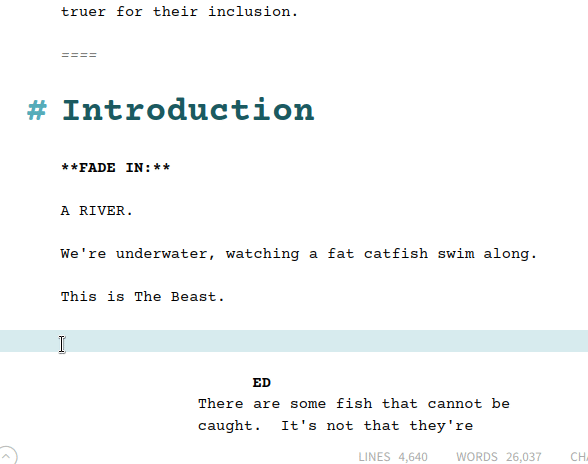 truer for their inclusion.
====
# Introduction
**FADE IN:**
A RIVER.
We're underwater, watching a fat catfish swim along.
This is The Beast.
ED
There are some fish that cannot be
caught.  It's not that they're
LINES 4,640 WORDS 26,037 CHA